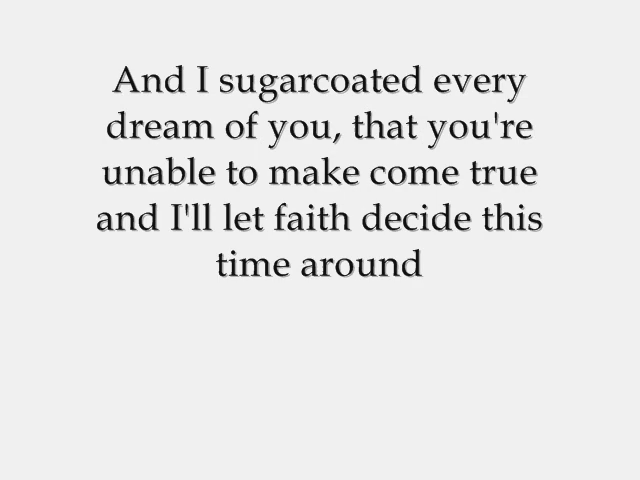 And I sugarcoated every
dream of you, that you're
unable to make come true
and I'll let faith decide this
time around